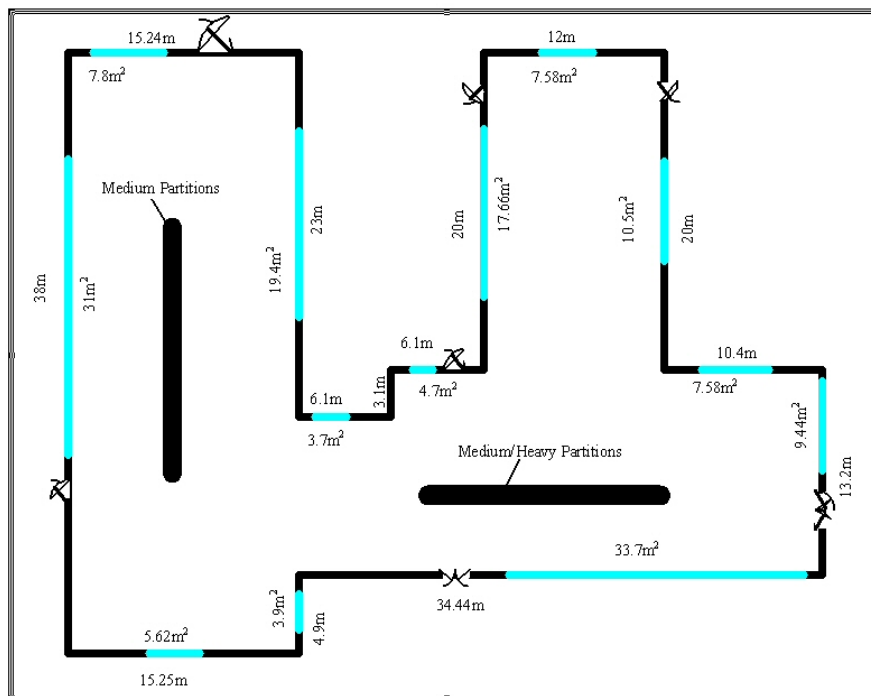 15.24m
12m
7.8m²
7.58m²
Medium Partitions
38m
31m²
19.4m²
23m
20m
17.66m²
10.5m²
20m
6.1m
4.7m²
10.4m
7.58m²
6.1m
3.1m
3.7m²
9.44m²
13.2m
Medium/Heavy Partitions
33.7m²
34.44m
3.9m²
4.9m
5.62m²
15.25m